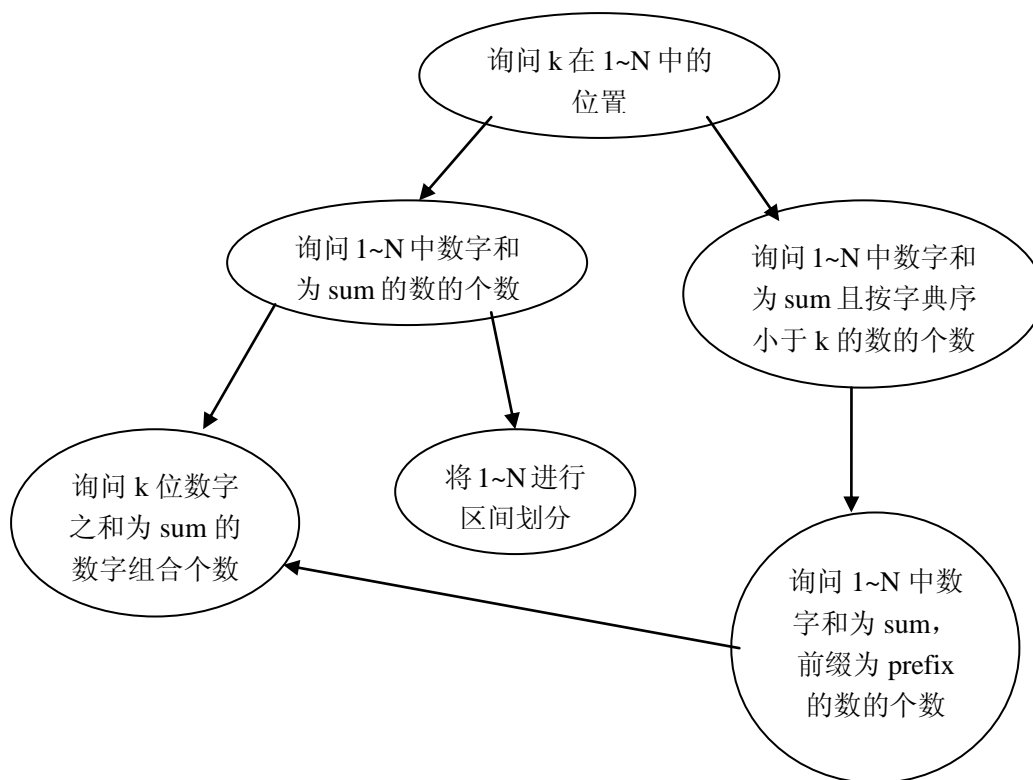 询问 k 在 1~N 中的
位置
询问 1~N 中数字和
为 sum 的数的个数
询问 1~N 中数字和
为 sum 且按字典序
小于 k 的数的个数
询问 k 位数字
之和为 sum 的
数字组合个数
将 1~N 进行
区间划分
询问 1~N 中数
字和为 sum，
前缀为 prefix
的数的个数